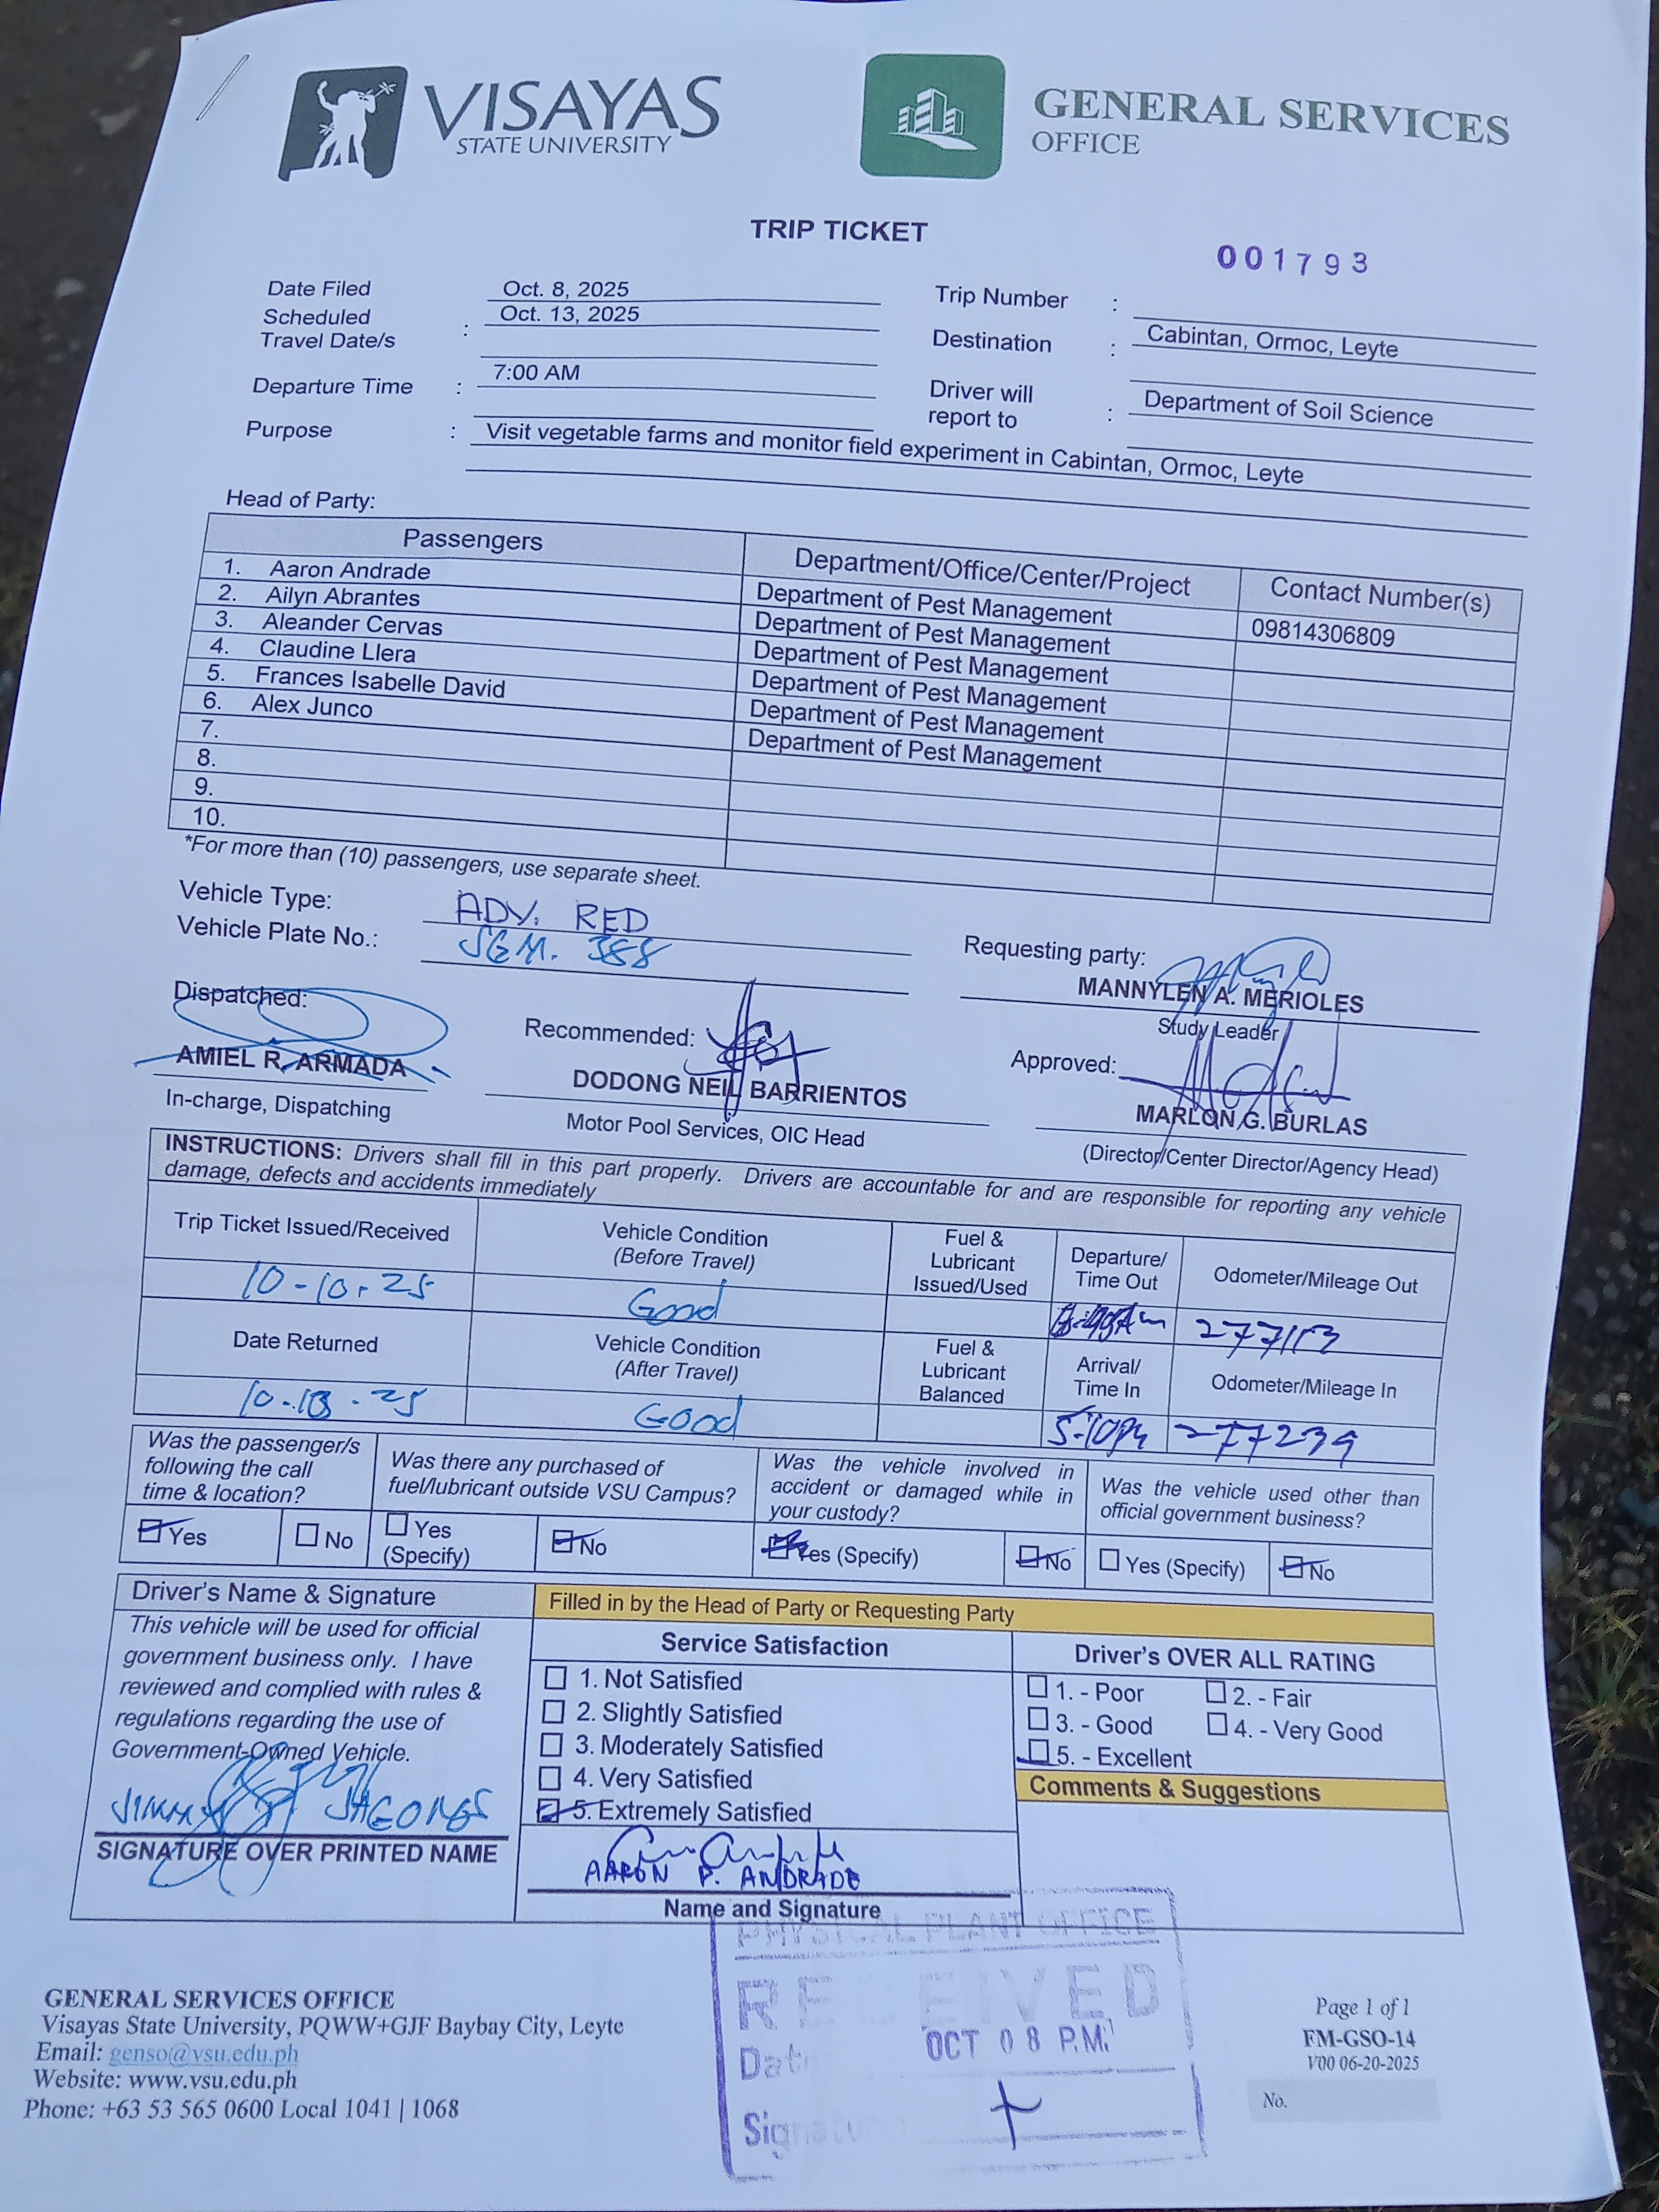 VISAYAS
STATE UNIVERSITY
GENERAL SERVICES
OFFICE
TRIP TICKET
001793
Date Filed Oct. 8, 2025
Scheduled Travel Date/s : Oct. 13, 2025
Departure Time : 7:00 AM
Trip Number :
Destination : Cabintan, Ormoc, Leyte
Driver will report to : Department of Soil Science
Purpose : Visit vegetable farms and monitor field experiment in Cabintan, Ormoc, Leyte
Head of Party:
Passengers Department/Office/Center/Project Contact Number(s)
1. Aaron Andrade Department of Pest Management 09814306809
2. Ailyn Abrantes Department of Pest Management
3. Aleander Cervas Department of Pest Management
4. Claudine Llera Department of Pest Management
5. Frances Isabelle David Department of Pest Management
6. Alex Junco Department of Pest Management
7.
8.
9.
10.
*For more than (10) passengers, use separate sheet.
Vehicle Type: ADV. RED
Vehicle Plate No.:
Requesting party:
MANNYLEN A. MERIOLES
Study Leader
Dispatched:
AMIEL R. ARMADA
In-charge, Dispatching
Recommended:
DODONG NEIL BARRIENTOS
Motor Pool Services, OIC Head
Approved:
MARLON G. BURLAS
(Director/Center Director/Agency Head)
INSTRUCTIONS: Drivers shall fill in this part properly. Drivers are accountable for and are responsible for reporting any vehicle
damage, defects and accidents immediately
Trip Ticket Issued/Received Vehicle Condition (Before Travel) Fuel & Lubricant Issued/Used Departure/ Time Out Odometer/Mileage Out
10-10.25 Good
Date Returned Vehicle Condition (After Travel) Fuel & Lubricant Balanced Arrival/ Time In Odometer/Mileage In
Good 277239
Was the passenger/s following the call time & location?
Was there any purchased of fuel/lubricant outside VSU Campus?
Was the vehicle involved in accident or damaged while in your custody?
Was the vehicle used other than official government business?
Yes No Yes (Specify) No Yes (Specify) No Yes (Specify) No
Driver's Name & Signature
This vehicle will be used for official
government business only. I have
reviewed and complied with rules &
regulations regarding the use of
Government-Owned Vehicle.
SIGNATURE OVER PRINTED NAME
Filled in by the Head of Party or Requesting Party
Service Satisfaction
1. Not Satisfied
2. Slightly Satisfied
3. Moderately Satisfied
4. Very Satisfied
5. Extremely Satisfied
AARON P. ANDRADE
Name and Signature
Driver's OVER ALL RATING
1. - Poor 2. - Fair
3. - Good 4. - Very Good
5. - Excellent
Comments & Suggestions
PHYSICAL PLANT OFFICE
RECEIVED
Date OCT 08 P.M.
Signature:
GENERAL SERVICES OFFICE
Visayas State University, PQWW+GJF Baybay City, Leyte
Email: genso@vsu.edu.ph
Website: www.vsu.edu.ph
Phone: +63 53 565 0600 Local 1041 | 1068
Page 1 of 1
FM-GSO-14
V00 06-20-2025
No.